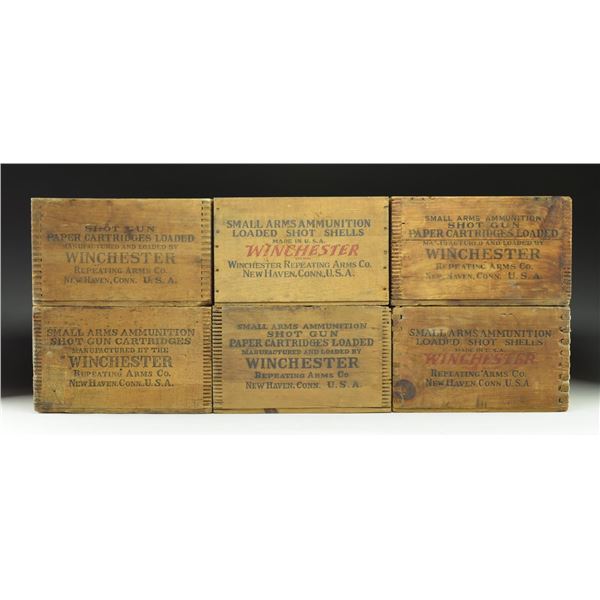 SHOT GUN
PAPER CARTRIDGES LOADED
MANUFACTURED AND LOADED BY
WINCHESTER
REPEATING ARMS CO.
NEW HAVEN, CONN. U.S.A.
SMALL ARMS AMMUNITION
LOADED SHOT SHELLS
MADE IN U.S.A.
WINCHESTER
WINCHESTER REPEATING ARMS CO.
NEW HAVEN, CONN., U.S.A.
SMALL ARMS AMMUNITION
SHOT GUN
PAPER CARTRIDGES LOADED
MANUFACTURED AND LOADED BY
WINCHESTER
REPEATING ARMS CO.
NEW HAVEN, CONN. U.S.A.
SMALL ARMS AMMUNITION
SHOT GUN CARTRIDGES
MANUFACTURED BY THE
WINCHESTER
REPEATING ARMS CO.
NEW HAVEN, CONN. U.S.A.
SMALL ARMS AMMUNITION
SHOT GUN
PAPER CARTRIDGES LOADED
MANUFACTURED AND LOADED BY
WINCHESTER
REPEATING ARMS CO.
NEW HAVEN, CONN. U.S.A.
SMALL ARMS AMMUNITION
LOADED SHOT SHELLS
MADE IN U.S.A.
WINCHESTER
REPEATING ARMS CO.
NEW HAVEN, CONN. U.S.A.